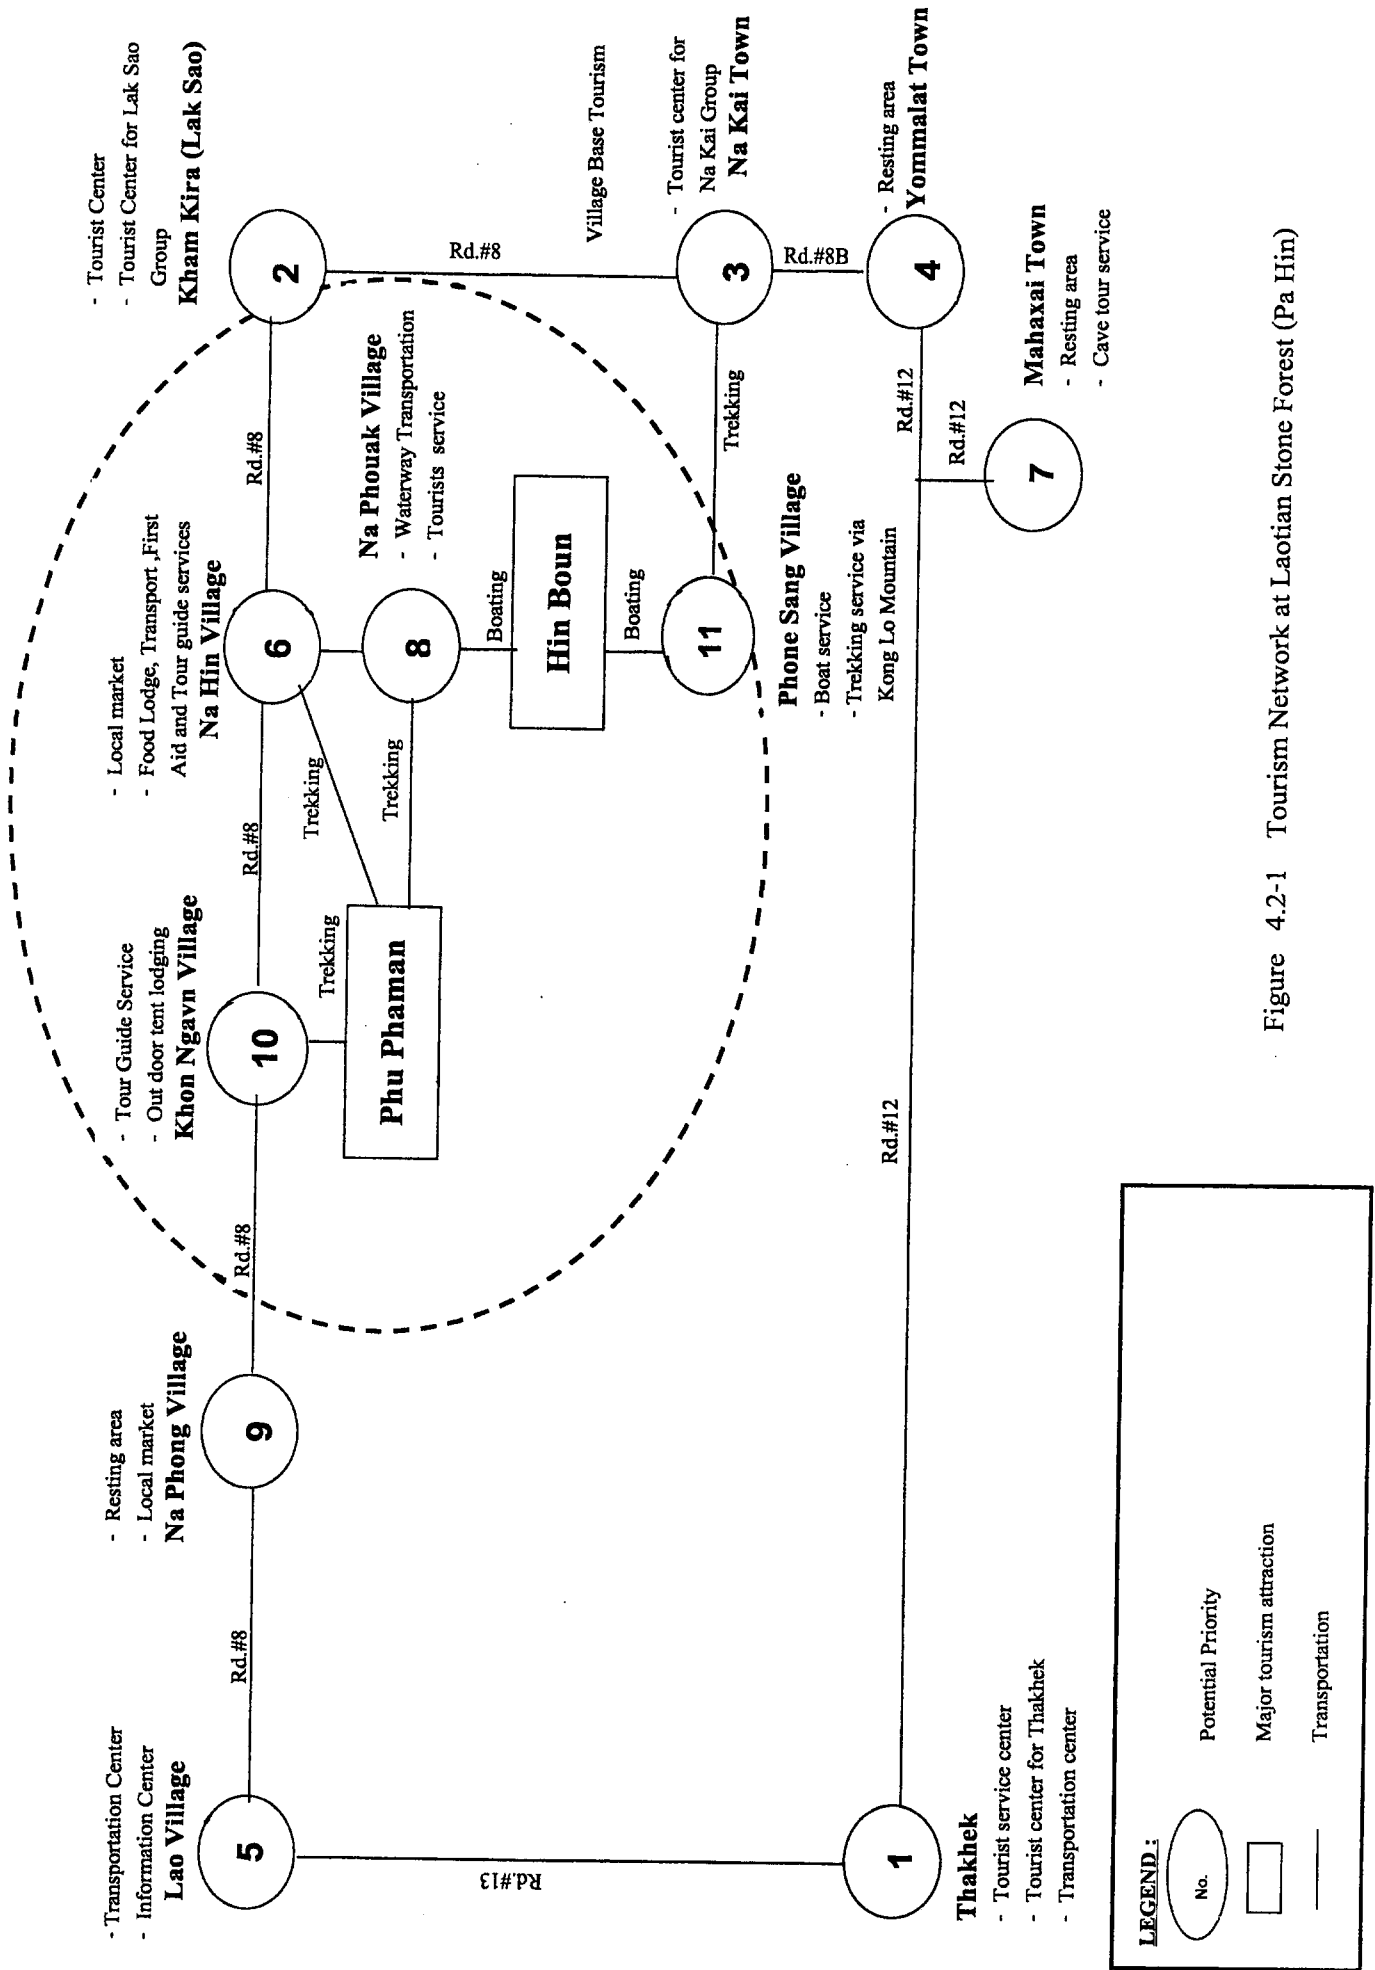 -Transportation Center
- Information Center
Lao Village
5
Rd.#8
- Resting area
- Local market
Na Phong Village
9
Rd.#8
- Tour Guide Service
- Out door tent lodging
Khon Ngavn Village
10
Rd.#8
- Local market
- Food Lodge, Transport ,First
Aid and Tour guide services
Na Hin Village
6
Rd.#8
- Tourist Center
- Tourist Center for Lak Sao
Group
Kham Kira (Lak Sao)
2
Trekking
Trekking
Trekking
Phu Phaman
8
Na Phouak Village
- Waterway Transportation
- Tourists service
Boating
Hin Boun
Boating
11
Phone Sang Village
- Boat service
- Trekking service via
Kong Lo Mountain
Trekking
Rd.#8
Village Base Tourism
- Tourist center for
Na Kai Group
Na Kai Town
3
Rd.#8B
- Resting area
Yommalat Town
4
Rd.#12
Rd.#12
7
Mahaxai Town
- Resting area
- Cave tour service
Rd.#12
Rd.#13
1
Thakhek
- Tourist service center
- Tourist center for Thakhek
- Transportation center
LEGEND :
No.
Potential Priority
Major tourism attraction
Transportation
Figure 4.2-1 Tourism Network at Laotian Stone Forest (Pa Hin)